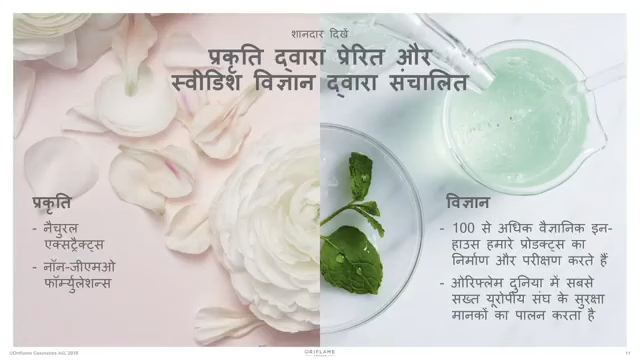 शानदार दिखें
प्रकृति द्वारा प्रेरित और
स्वीडिश विज्ञान द्वारा संचालित
प्रकृति
- नैचुरल
एक्सट्रैक्ट्स
- नॉन-जीएमओ
फॉर्म्युलेशन्स
विज्ञान
- 100 से अधिक वैज्ञानिक इन-
हाउस हमारे प्रोडक्ट्स का
निर्माण और परीक्षण करते हैं
- ओरिफ्लेम दुनिया में सबसे
सख्त यूरोपीय संघ के सुरक्षा
मानकों का पालन करता है
©Oriflame Cosmetics AG, 2018
ORIFLAME